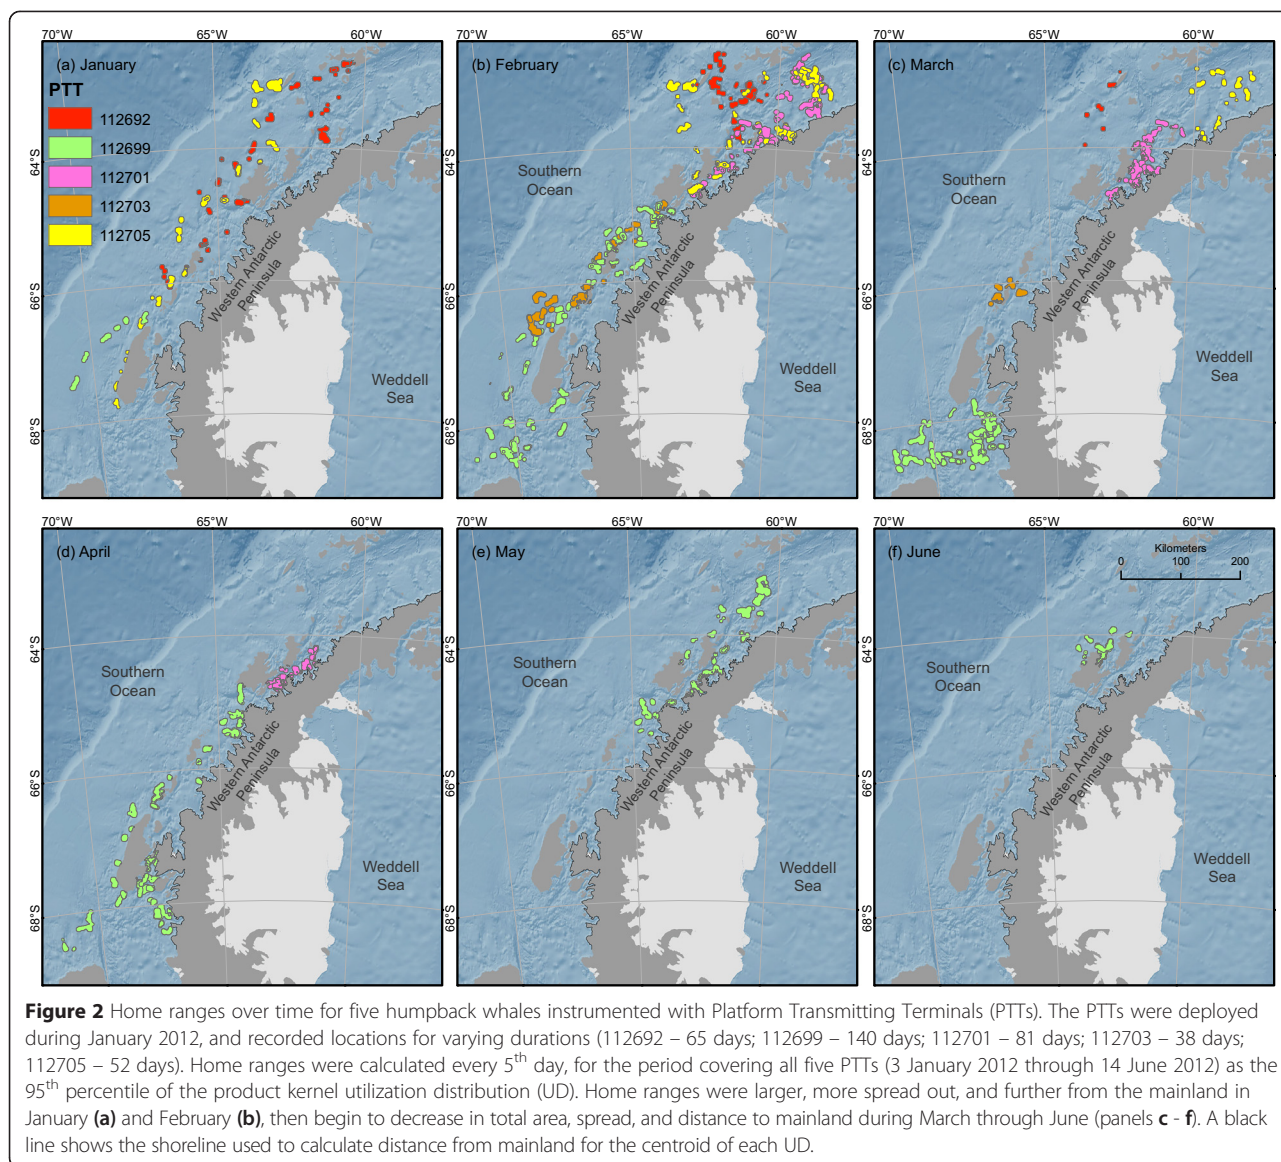 70°W 65°W 60°W
(a) January
PTT
112692
112699
112701
112703
112705
64°S
66°S
68°S
Western Antarctic
Peninsula
Weddell
Sea
70°W 65°W 60°W
(b) February
Southern
Ocean
64°S
66°S
68°S
Western Antarctic
Peninsula
Weddell
Sea
70°W 65°W 60°W
(c) March
Southern
Ocean
64°S
66°S
68°S
Western Antarctic
Peninsula
Weddell
Sea
70°W 65°W 60°W
(d) April
Southern
Ocean
64°S
66°S
68°S
Western Antarctic
Peninsula
Weddell
Sea
70°W 65°W 60°W
(e) May
Southern
Ocean
64°S
66°S
68°S
Western Antarctic
Peninsula
Weddell
Sea
70°W 65°W 60°W
(f) June
Kilometers
0 100 200
Southern
Ocean
64°S
66°S
68°S
Western Antarctic
Peninsula
Weddell
Sea
Figure 2 Home ranges over time for five humpback whales instrumented with Platform Transmitting Terminals (PTTs). The PTTs were deployed
during January 2012, and recorded locations for varying durations (112692 – 65 days; 112699 – 140 days; 112701 – 81 days; 112703 – 38 days;
112705 – 52 days). Home ranges were calculated every 5th day, for the period covering all five PTTs (3 January 2012 through 14 June 2012) as the
95th percentile of the product kernel utilization distribution (UD). Home ranges were larger, more spread out, and further from the mainland in
January (a) and February (b), then begin to decrease in total area, spread, and distance to mainland during March through June (panels c - f). A black
line shows the shoreline used to calculate distance from mainland for the centroid of each UD.